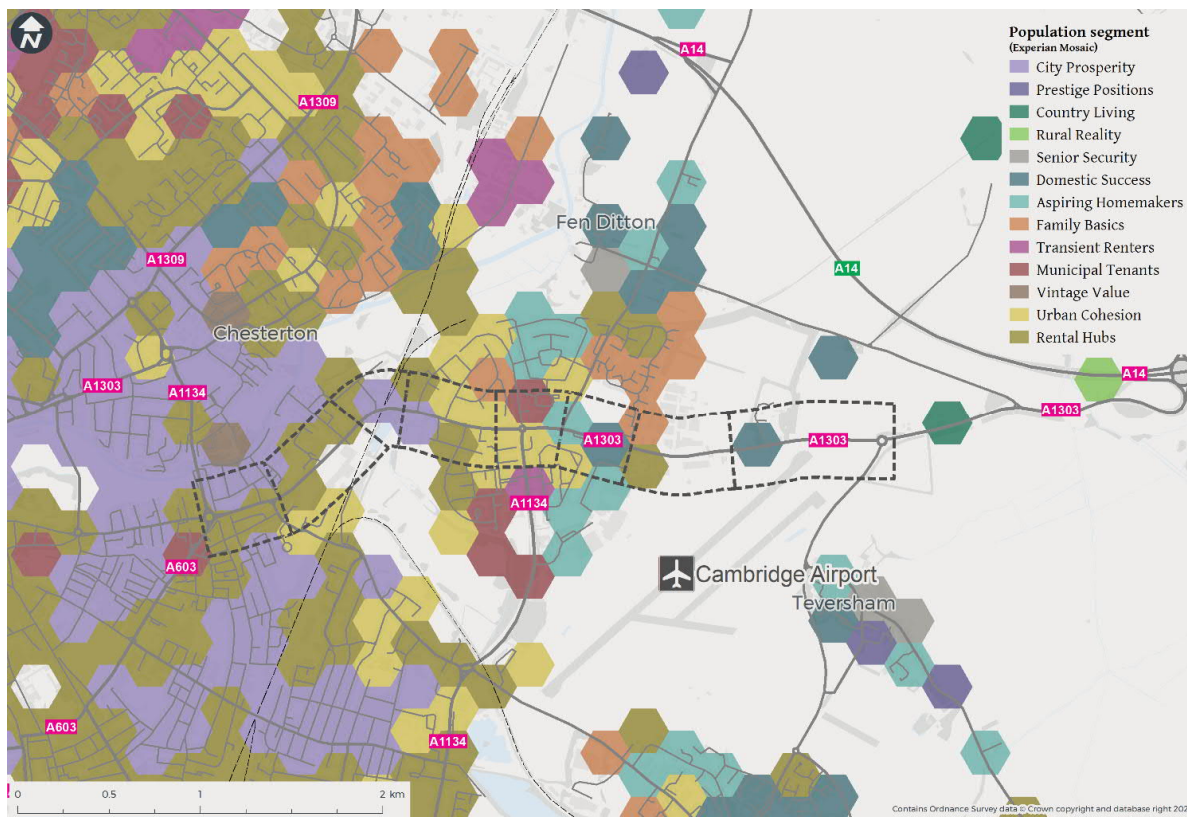 N
Population segment
(Experian Mosaic)
City Prosperity
Prestige Positions
Country Living
Rural Reality
Senior Security
Domestic Success
Aspiring Homemakers
Family Basics
Transient Renters
Municipal Tenants
Vintage Value
Urban Cohesion
Rental Hubs
A14
A1309
Fen Ditton
A1309
A14
Chesterton
A1303
A1134
A14
A1303
A1303
A1303
A1134
A603
Cambridge Airport
Teversham
A603
A1134
0 0.5 1 2 km
Contains Ordnance Survey data © Crown copyright and database right 202